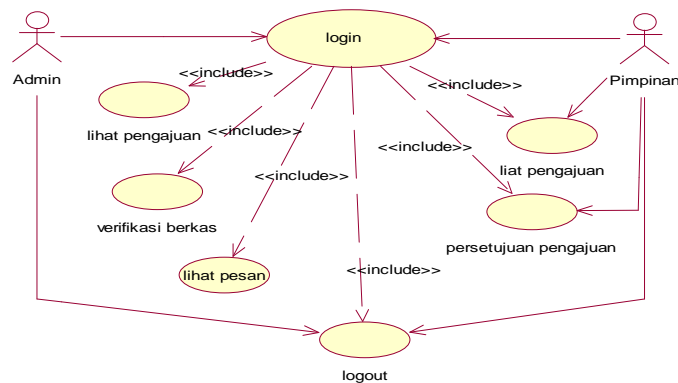 login
Admin
Pimpinan
<<include>>
<<include>>
lihat pengajuan
<<include>>
<<include>>
liat pengajuan
<<include>>
<<include>>
verifikasi berkas
persetujuan pengajuan
lihat pesan
<<include>>
logout